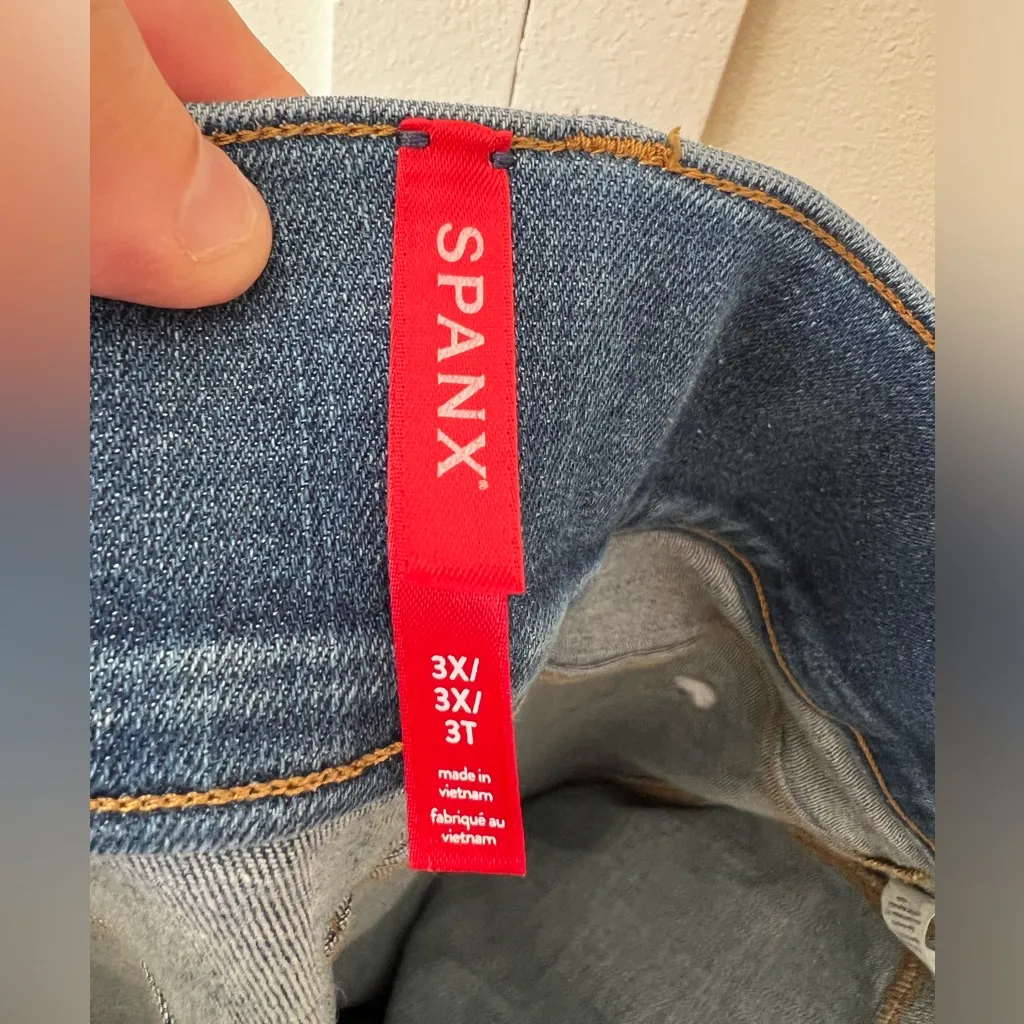 SPANX®
3X/
3X/
3T
made in
vietnam
fabriqué au
vietnam